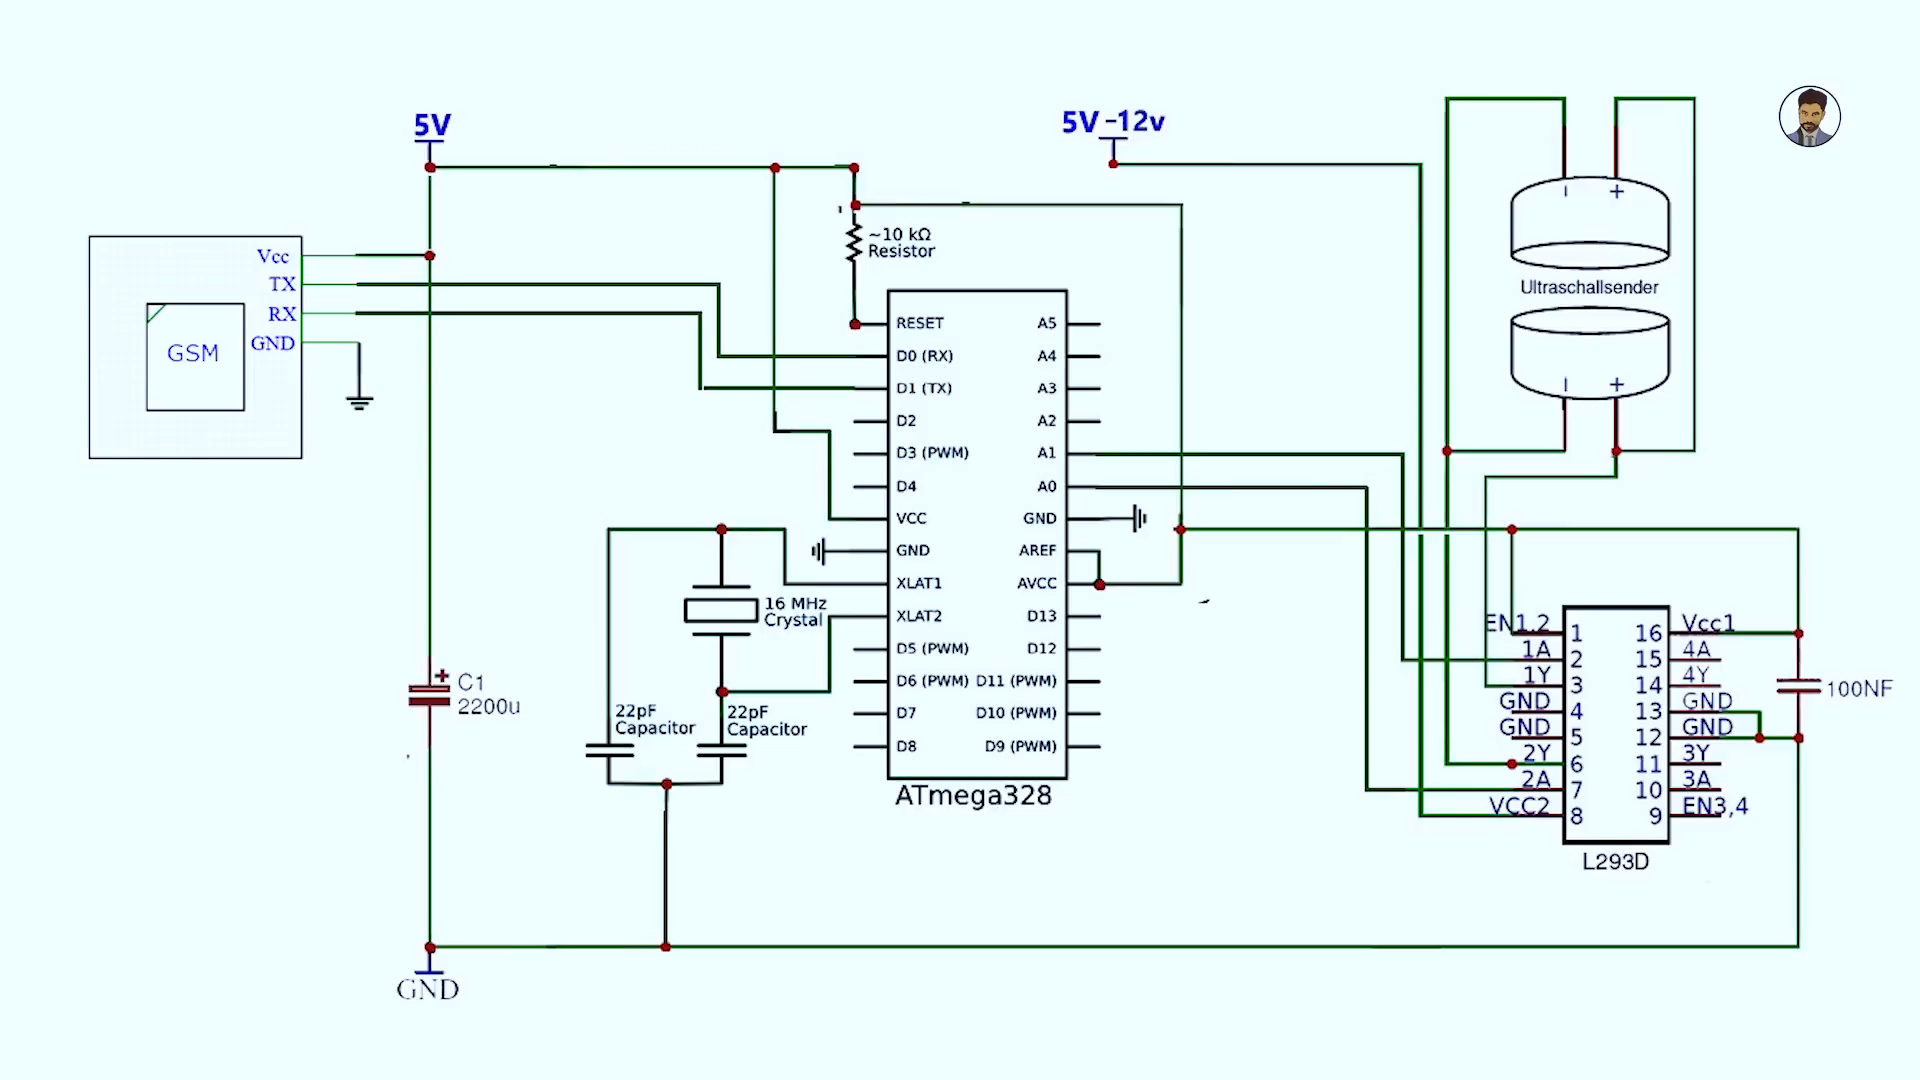 5V
5V -12v
Vcc
TX
RX
GND
GSM
~10 kΩ
Resistor
RESET
D0 (RX)
D1 (TX)
D2
D3 (PWM)
D4
VCC
GND
XLAT1
XLAT2
D5 (PWM)
D6 (PWM)
D7
D8
A5
A4
A3
A2
A1
A0
GND
AREF
AVCC
D13
D12
D11 (PWM)
D10 (PWM)
D9 (PWM)
ATmega328
16 MHz
Crystal
22pF
Capacitor
22pF
Capacitor
+ C1
2200u
GND
- +
Ultraschallsender
- +
EN1,2 1 16 Vcc1
1A 2 15 4A
1Y 3 14 4Y
GND 4 13 GND
GND 5 12 GND
2Y 6 11 3Y
2A 7 10 3A
VCC2 8 9 EN3,4
L293D
100NF